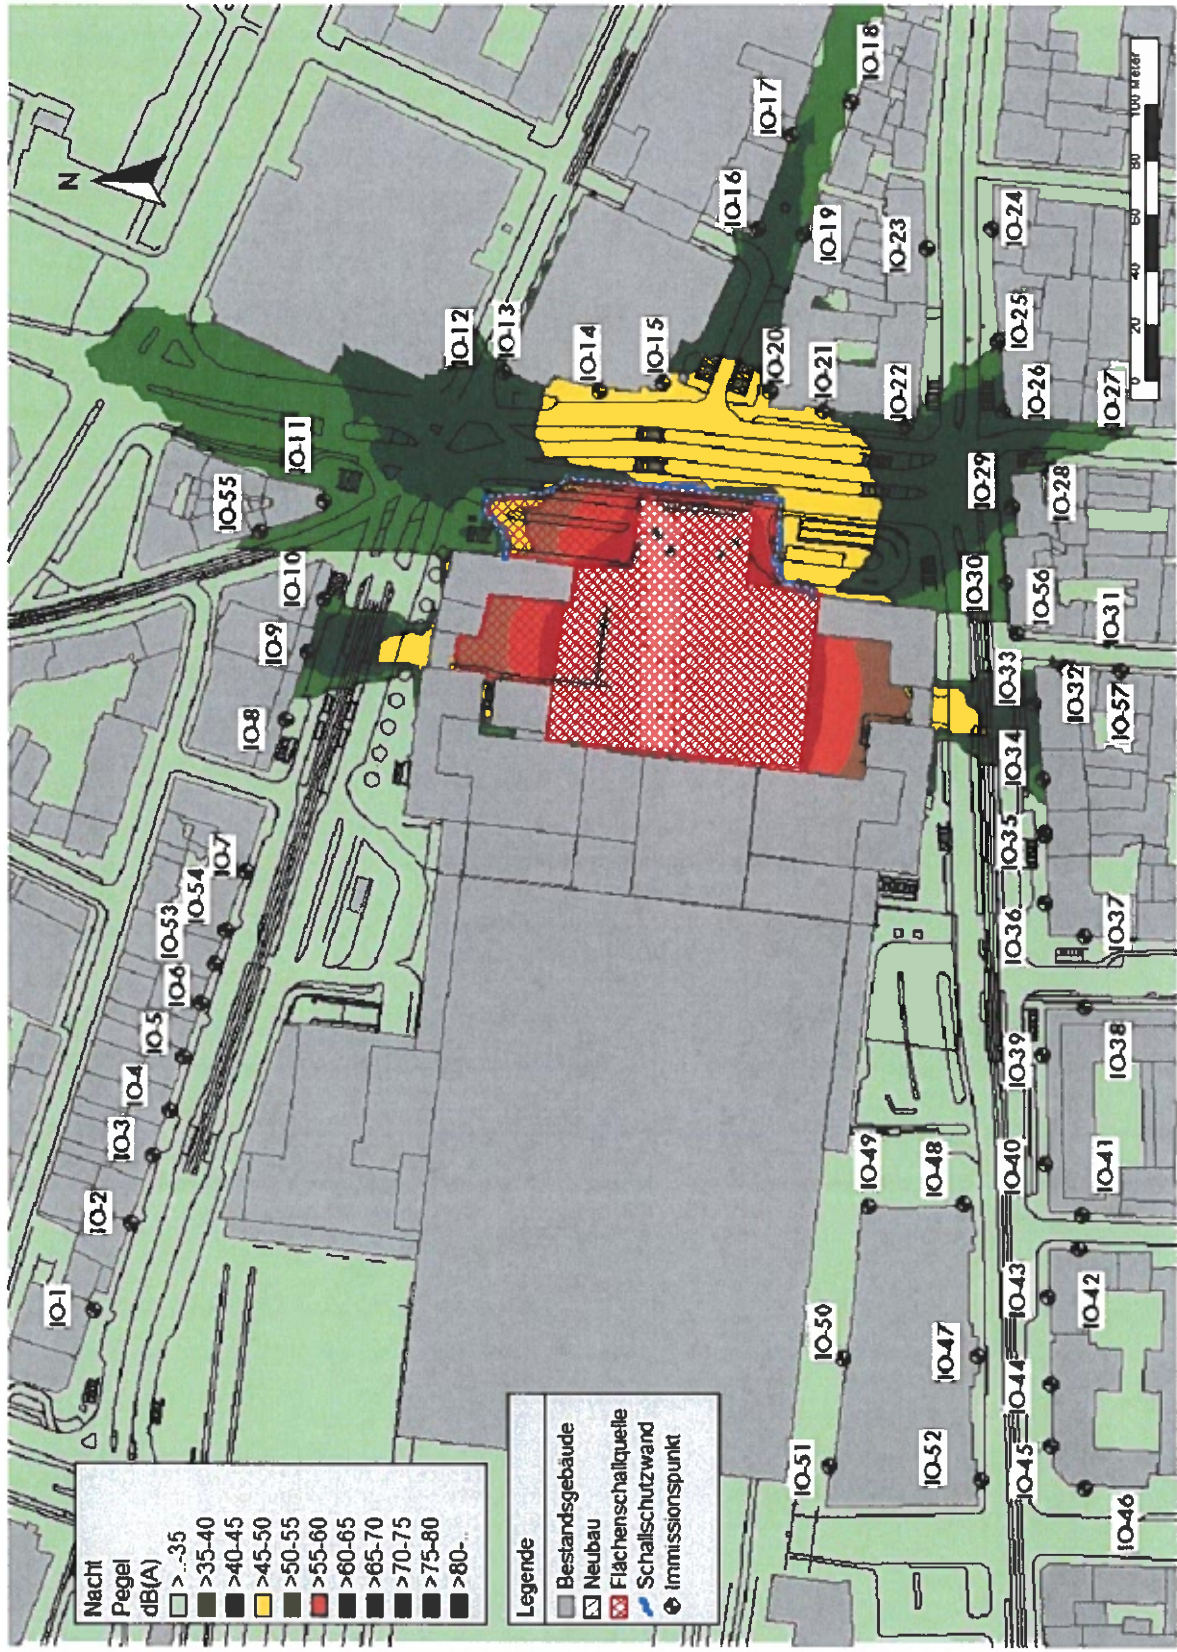 N
IO-18
IO-17
IO-16
IO-19
IO-23
IO-24
IO-12
IO-13
IO-14
IO-15
IO-20
IO-21
IO-22
IO-25
IO-26
IO-27
IO-11
IO-55
IO-29
IO-28
IO-10
IO-9
IO-8
IO-30
IO-56
IO-31
IO-33
IO-32
IO-57
IO-34
IO-35
IO-7
IO-54
IO-53
IO-6
IO-5
IO-4
IO-3
IO-2
IO-1
IO-36
IO-37
IO-39
IO-38
IO-49
IO-48
IO-40
IO-41
IO-50
IO-47
IO-43
IO-42
IO-44
IO-51
IO-52
IO-45
IO-46
0 20 40 60 80 100 Meter
Nacht
Pegel
dB(A)
>...-35
>35-40
>40-45
>45-50
>50-55
>55-60
>60-65
>65-70
>70-75
>75-80
>80-..
Legende
Bestandsgebäude
Neubau
Flächenschallquelle
Schallschutzwand
Immissionspunkt